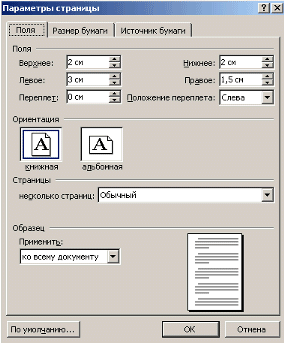 Параметры страницы
Поля Размер бумаги Источник бумаги
Поля
Верхнее: 2 см Нижнее: 2 см
Левое: 3 см Правое: 1,5 см
Переплет: 0 см Положение переплета: Слева
Ориентация
А А
книжная альбонная
Страницы
несколько страниц: Обычный
Образец
Применить:
ко всему документу
По умолчанию... ОК Отмена